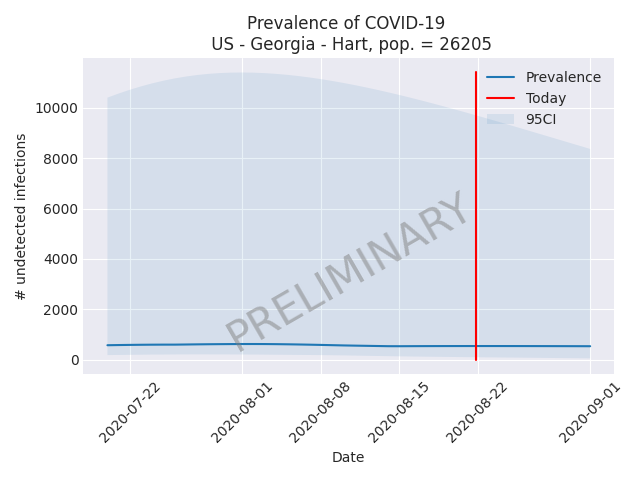 Prevalence of COVID-19
US - Georgia - Hart, pop. = 26205
Prevalence
Today
95CI
10000
8000
6000
4000
2000
0
# undetected infections
PRELIMINARY
2020-07-22
2020-08-01
2020-08-08
2020-08-15
2020-08-22
2020-09-01
Date